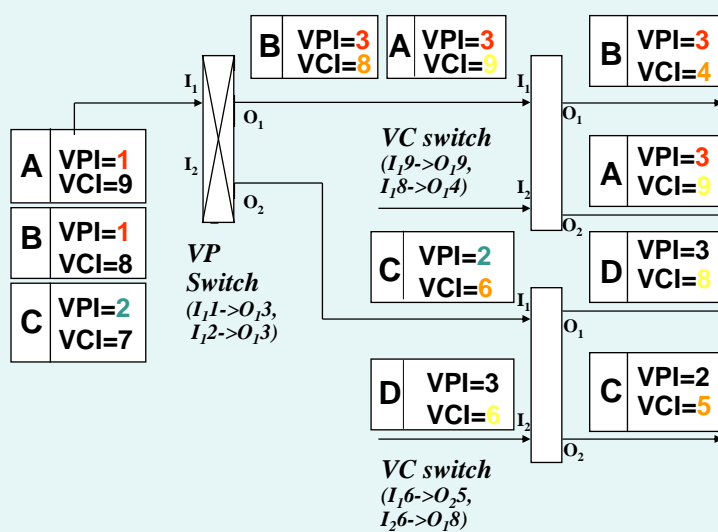 B VPI=3 VCI=8
A VPI=3 VCI=9
B VPI=3 VCI=4
I₁
I₁
O₁
O₁
I₂
VC switch
(I₁9->O₁9,
I₁8->O₁4)
A VPI=1 VCI=9
A VPI=3 VCI=9
I₂
O₂
O₂
B VPI=1 VCI=8
VP
Switch
(I₁1->O₁3,
I₁2->O₁3)
C VPI=2 VCI=6
D VPI=3 VCI=8
C VPI=2 VCI=7
I₁
O₁
D VPI=3 VCI=6
C VPI=2 VCI=5
I₂
O₂
VC switch
(I₁6->O₂5,
I₂6->O₁8)